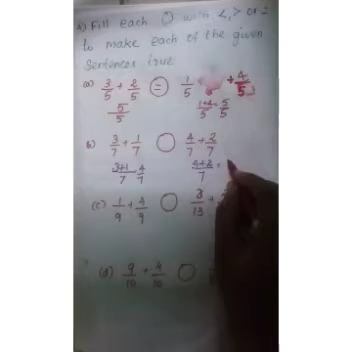 A) Fill each ○ with <, > or =
to make each of the given
Sentences true
(a) 3/5 + 2/5 (=) 1/5 + 4/5
5/5 1+4/5 5/5
b) 3/7 + 1/7 ○ 4/7 + 2/7
3+1/7 4/7 4+2/7 =
(c) 1/9 + 4/9 ○ 3/13 +
(d) 9/10 + 4/10 ○